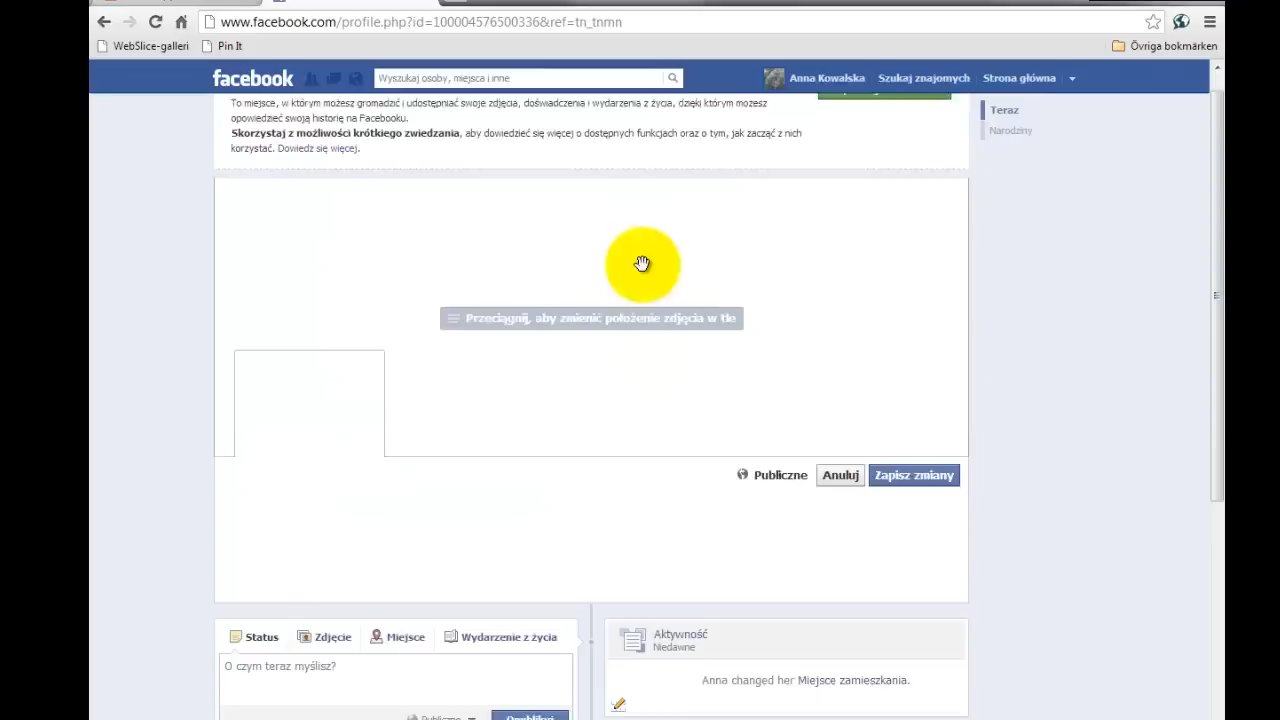 www.facebook.com/profile.php?id=100004576500336&ref=tn_tnmn
WebSlice-galleri Pin It Övriga bokmärken
facebook Wyszukaj osoby, miejsca i inne Anna Kowalska Szukaj znajomych Strona główna
To miejsce, w którym możesz gromadzić i udostępniać swoje zdjęcia, doświadczenia i wydarzenia z życia, dzięki którym możesz
opowiedzieć swoją historię na Facebooku.
Skorzystaj z możliwości krótkiego zwiedzania, aby dowiedzieć się więcej o dostępnych funkcjach oraz o tym, jak zacząć z nich
korzystać. Dowiedz się więcej.
Teraz
Narodziny
Przeciągnij, aby zmienić położenie zdjęcia w tle
Publiczne Anuluj Zapisz zmiany
Status Zdjęcie Miejsce Wydarzenie z życia
O czym teraz myślisz?
Publiczne Opublikuj
Aktywność
Niedawne
Anna changed her Miejsce zamieszkania.